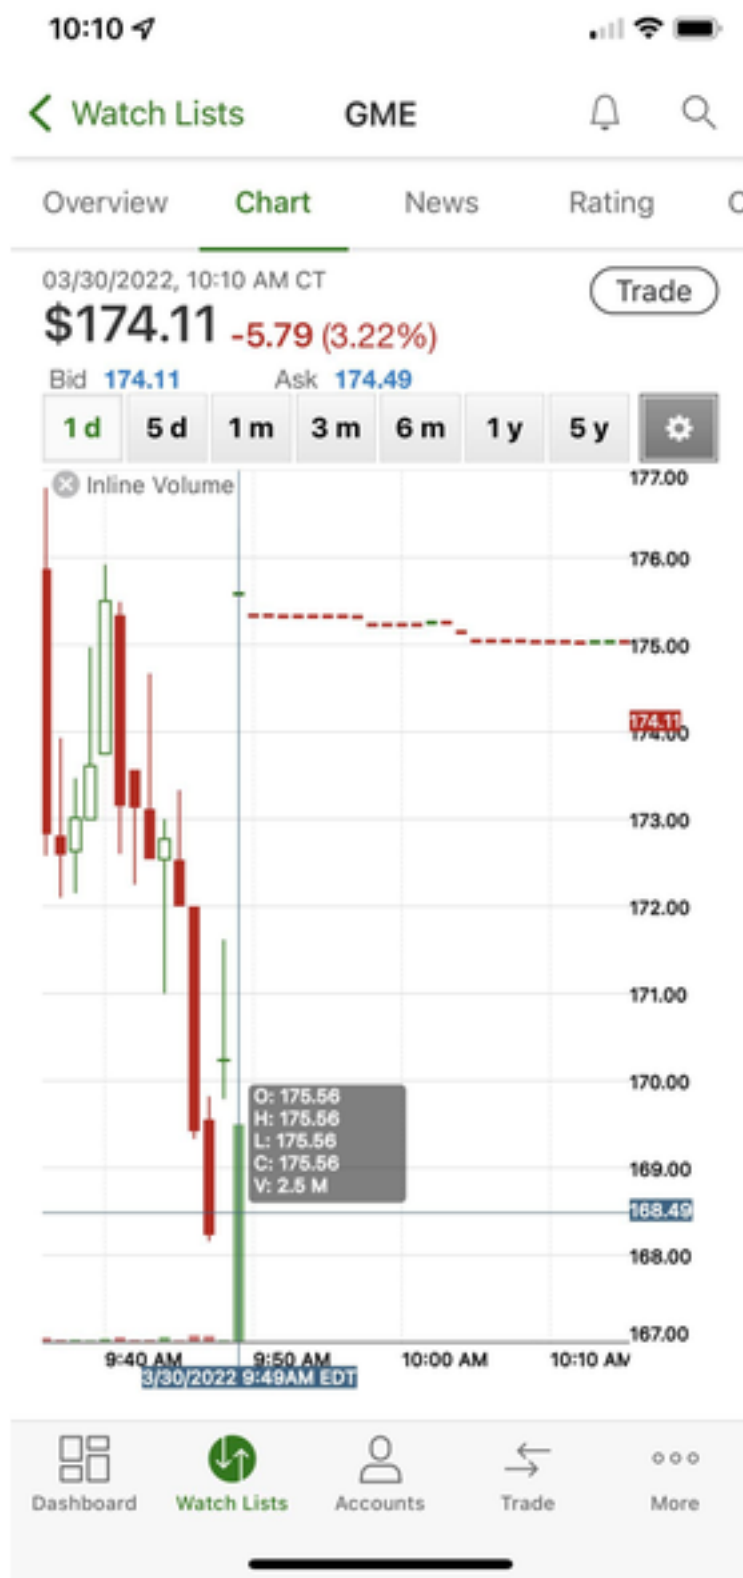 10:10
Watch Lists GME
Overview Chart News Rating
03/30/2022, 10:10 AM CT
Trade
$174.11 -5.79 (3.22%)
Bid 174.11 Ask 174.49
1 d 5 d 1 m 3 m 6 m 1 y 5 y
Inline Volume
177.00
176.00
175.00
174.11
174.00
173.00
172.00
171.00
170.00
O: 175.56
H: 175.56
L: 175.56
C: 175.56
V: 2.5 M
169.00
168.49
168.00
167.00
9:40 AM 9:50 AM 10:00 AM 10:10 AM
3/30/2022 9:49AM EDT
Dashboard Watch Lists Accounts Trade More